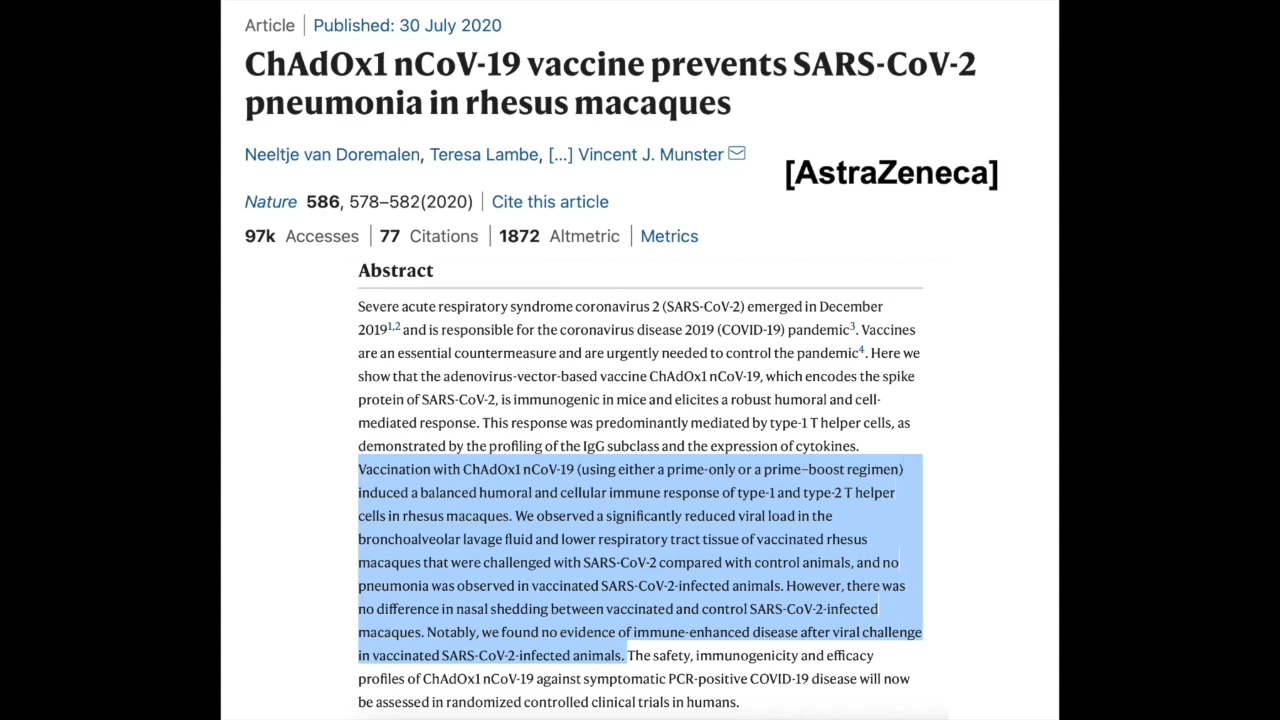 Article | Published: 30 July 2020
ChAdOx1 nCoV-19 vaccine prevents SARS-CoV-2
pneumonia in rhesus macaques
Neeltje van Doremalen, Teresa Lambe, [...] Vincent J. Munster
[AstraZeneca]
Nature 586, 578–582(2020) | Cite this article
97k Accesses | 77 Citations | 1872 Altmetric | Metrics
Abstract
Severe acute respiratory syndrome coronavirus 2 (SARS-CoV-2) emerged in December
20191,2 and is responsible for the coronavirus disease 2019 (COVID-19) pandemic3. Vaccines
are an essential countermeasure and are urgently needed to control the pandemic4. Here we
show that the adenovirus-vector-based vaccine ChAdOx1 nCoV-19, which encodes the spike
protein of SARS-CoV-2, is immunogenic in mice and elicites a robust humoral and cell-
mediated response. This response was predominantly mediated by type-1 T helper cells, as
demonstrated by the profiling of the IgG subclass and the expression of cytokines.
Vaccination with ChAdOx1 nCoV-19 (using either a prime-only or a prime–boost regimen)
induced a balanced humoral and cellular immune response of type-1 and type-2 T helper
cells in rhesus macaques. We observed a significantly reduced viral load in the
bronchoalveolar lavage fluid and lower respiratory tract tissue of vaccinated rhesus
macaques that were challenged with SARS-CoV-2 compared with control animals, and no
pneumonia was observed in vaccinated SARS-CoV-2-infected animals. However, there was
no difference in nasal shedding between vaccinated and control SARS-CoV-2-infected
macaques. Notably, we found no evidence of immune-enhanced disease after viral challenge
in vaccinated SARS-CoV-2-infected animals. The safety, immunogenicity and efficacy
profiles of ChAdOx1 nCoV-19 against symptomatic PCR-positive COVID-19 disease will now
be assessed in randomized controlled clinical trials in humans.